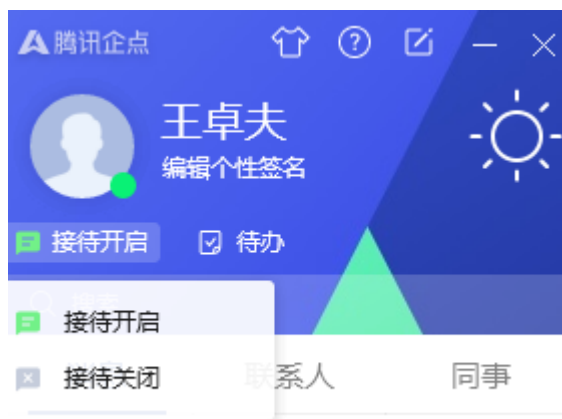 腾讯企点
王卓夫
编辑个性签名
接待开启 待办
接待开启
接待关闭
联系人 同事